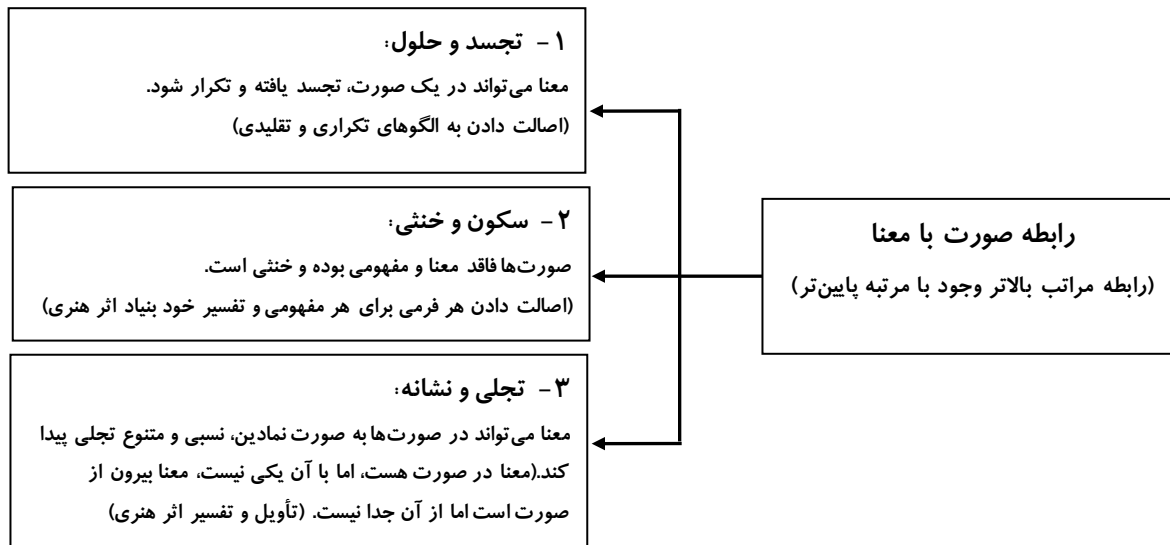 رابطه صورت با معنا
(رابطه مراتب بالاتر وجود با مرتبه پایین‌تر)
۱ - تجسد و حلول:
معنا می‌تواند در یک صورت، تجسد یافته و تکرار شود.
(اصالت دادن به الگوهای تکراری و تقلیدی)
۲ - سکون و خنثی:
صورت‌ها فاقد معنا و مفهومی بوده و خنثی است.
(اصالت دادن هر فرمی برای هر مفهومی و تفسیر خود بنیاد اثر هنری)
۳ - تجلی و نشانه:
معنا می‌تواند در صورت‌ها به صورت نمادین، نسبی و متنوع تجلی پیدا
کند.(معنا در صورت هست، اما با آن یکی نیست، معنا بیرون از
صورت است اما از آن جدا نیست. (تأویل و تفسیر اثر هنری)